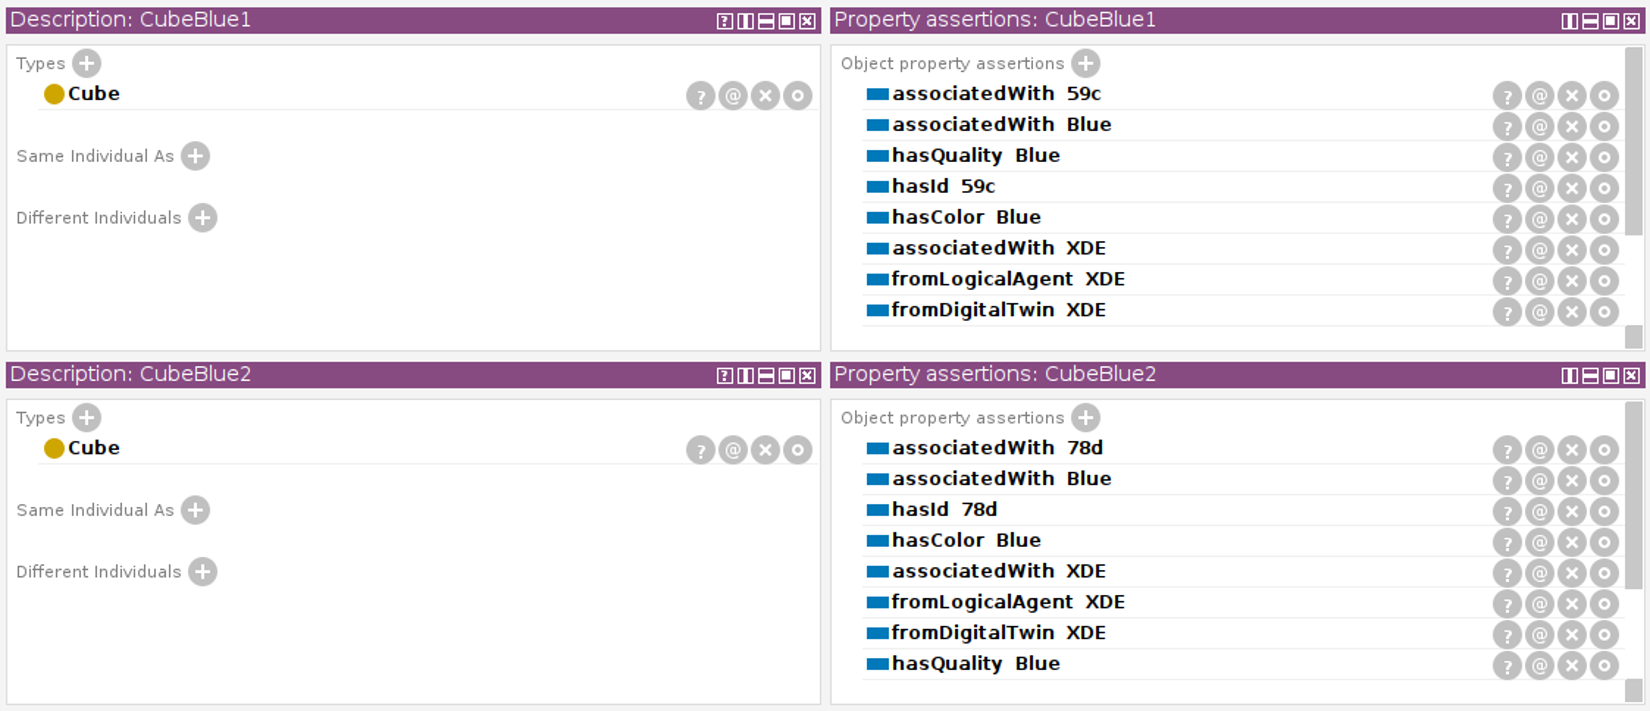 Description: CubeBlue1
Types
Cube
Same Individual As
Different Individuals
Property assertions: CubeBlue1
Object property assertions
associatedWith 59c
associatedWith Blue
hasQuality Blue
hasId 59c
hasColor Blue
associatedWith XDE
fromLogicalAgent XDE
fromDigitalTwin XDE
Description: CubeBlue2
Types
Cube
Same Individual As
Different Individuals
Property assertions: CubeBlue2
Object property assertions
associatedWith 78d
associatedWith Blue
hasId 78d
hasColor Blue
associatedWith XDE
fromLogicalAgent XDE
fromDigitalTwin XDE
hasQuality Blue